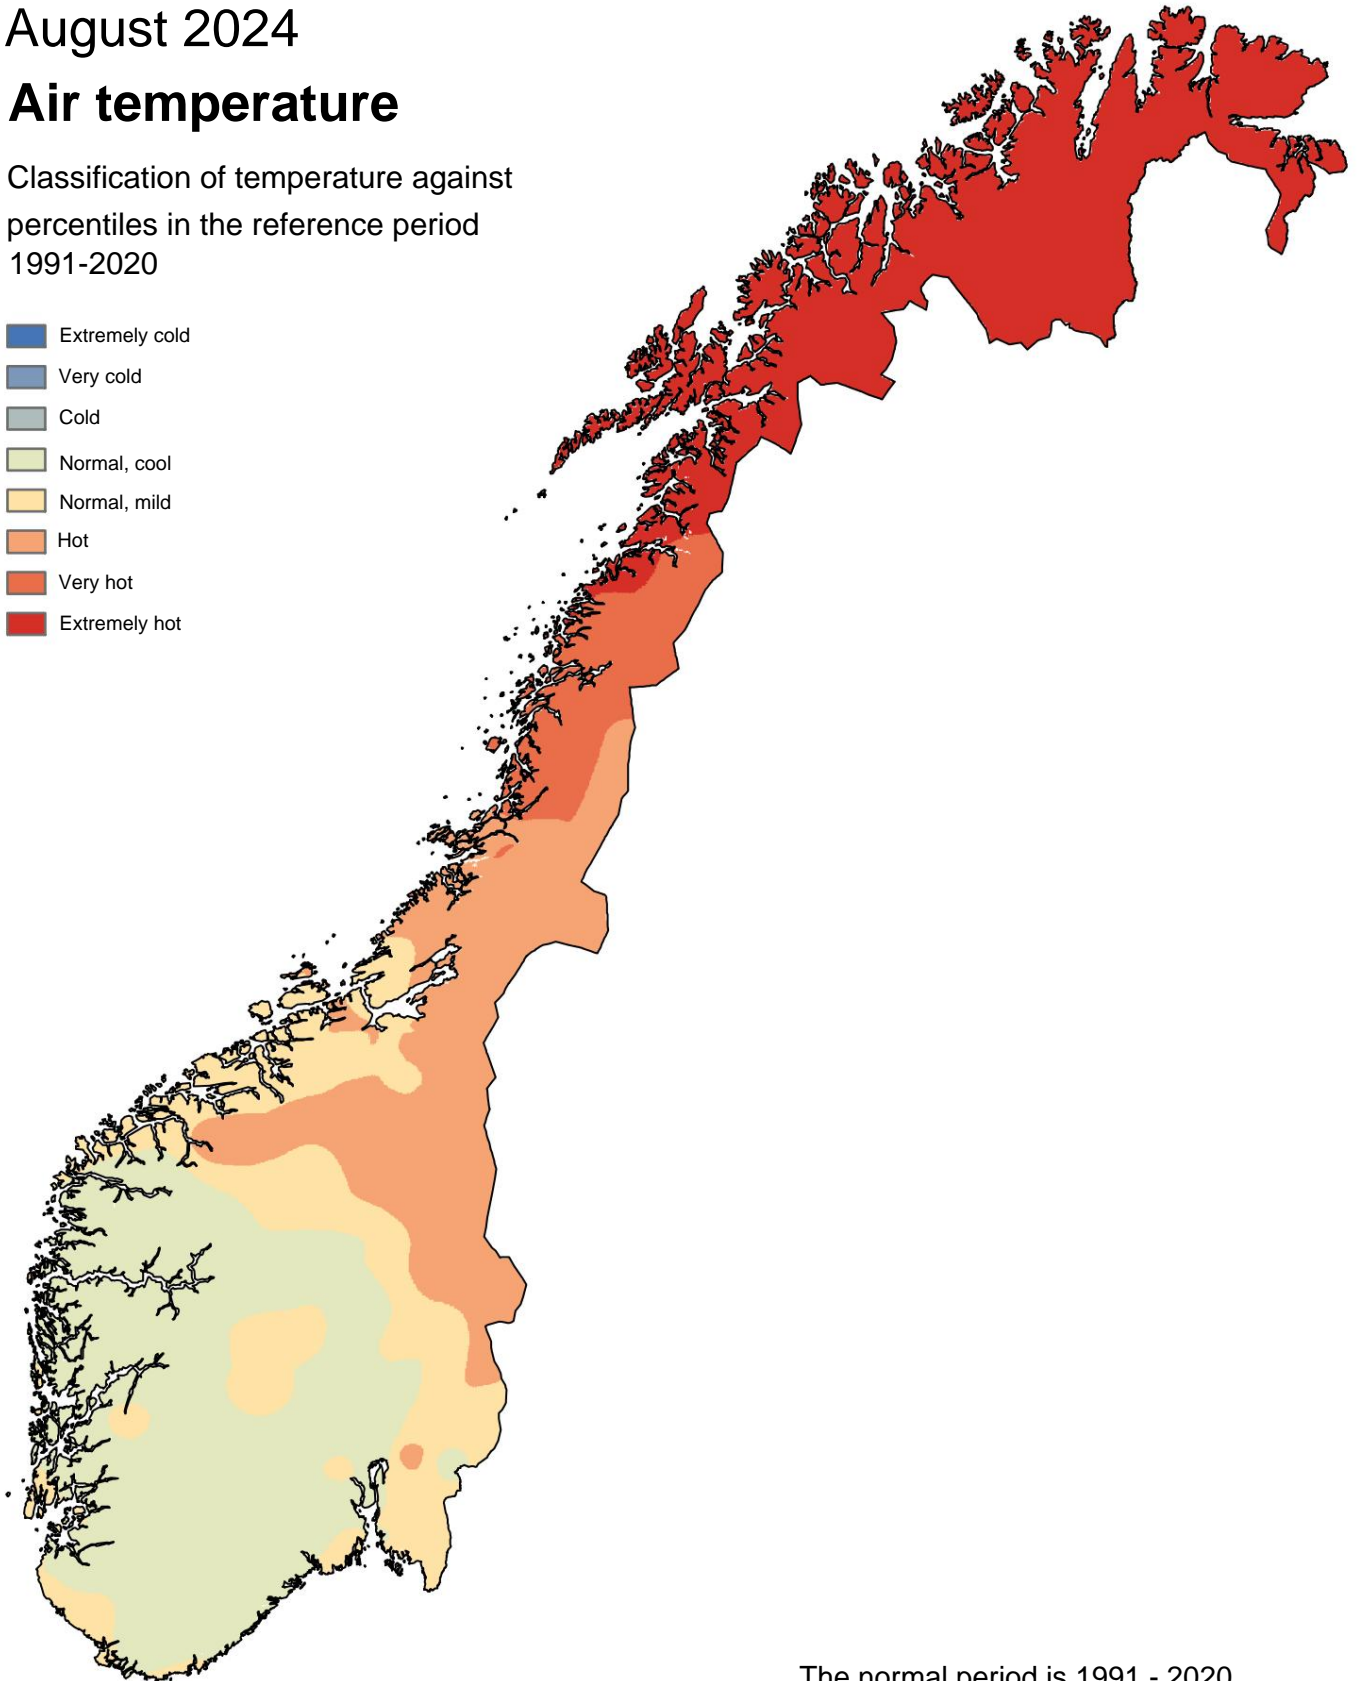 August 2024
Air temperature
Classification of temperature against
percentiles in the reference period
1991-2020
Extremely cold
Very cold
Cold
Normal, cool
Normal, mild
Hot
Very hot
Extremely hot
The normal period is 1991 - 2020